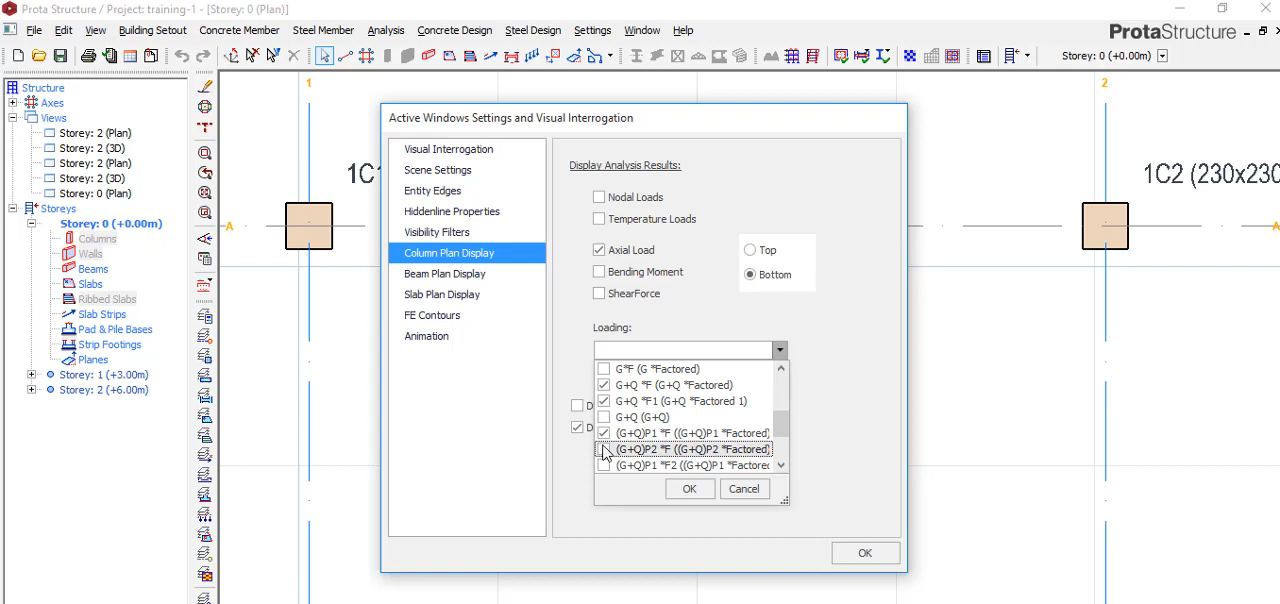 Prota Structure / Project: training-1 - [Storey: 0 (Plan)]
File Edit View Building Setout Concrete Member Steel Member Analysis Concrete Design Steel Design Settings Window Help
ProtaStructure
Storey: 0 (+0.00m)
Structure
Axes
Views
Storey: 2 (Plan)
Storey: 2 (3D)
Storey: 2 (Plan)
Storey: 2 (3D)
Storey: 0 (Plan)
Storeys
Storey: 0 (+0.00m)
Columns
Walls
Beams
Slabs
Ribbed Slabs
Slab Strips
Pad & Pile Bases
Strip Footings
Planes
Storey: 1 (+3.00m)
Storey: 2 (+6.00m)
1
2
1C1
1C2 (230x230
A
A
Active Windows Settings and Visual Interrogation
Visual Interrogation
Scene Settings
Entity Edges
Hiddenline Properties
Visibility Filters
Column Plan Display
Beam Plan Display
Slab Plan Display
FE Contours
Animation
Display Analysis Results:
Nodal Loads
Temperature Loads
Axial Load
Bending Moment
ShearForce
Top
Bottom
Loading:
G*F (G *Factored)
G+Q *F (G+Q *Factored)
G+Q *F1 (G+Q *Factored 1)
G+Q (G+Q)
(G+Q)P1 *F ((G+Q)P1 *Factored)
(G+Q)P2 *F ((G+Q)P2 *Factored)
(G+Q)P1 *F2 ((G+Q)P1 *Factored
D
D
OK Cancel
OK